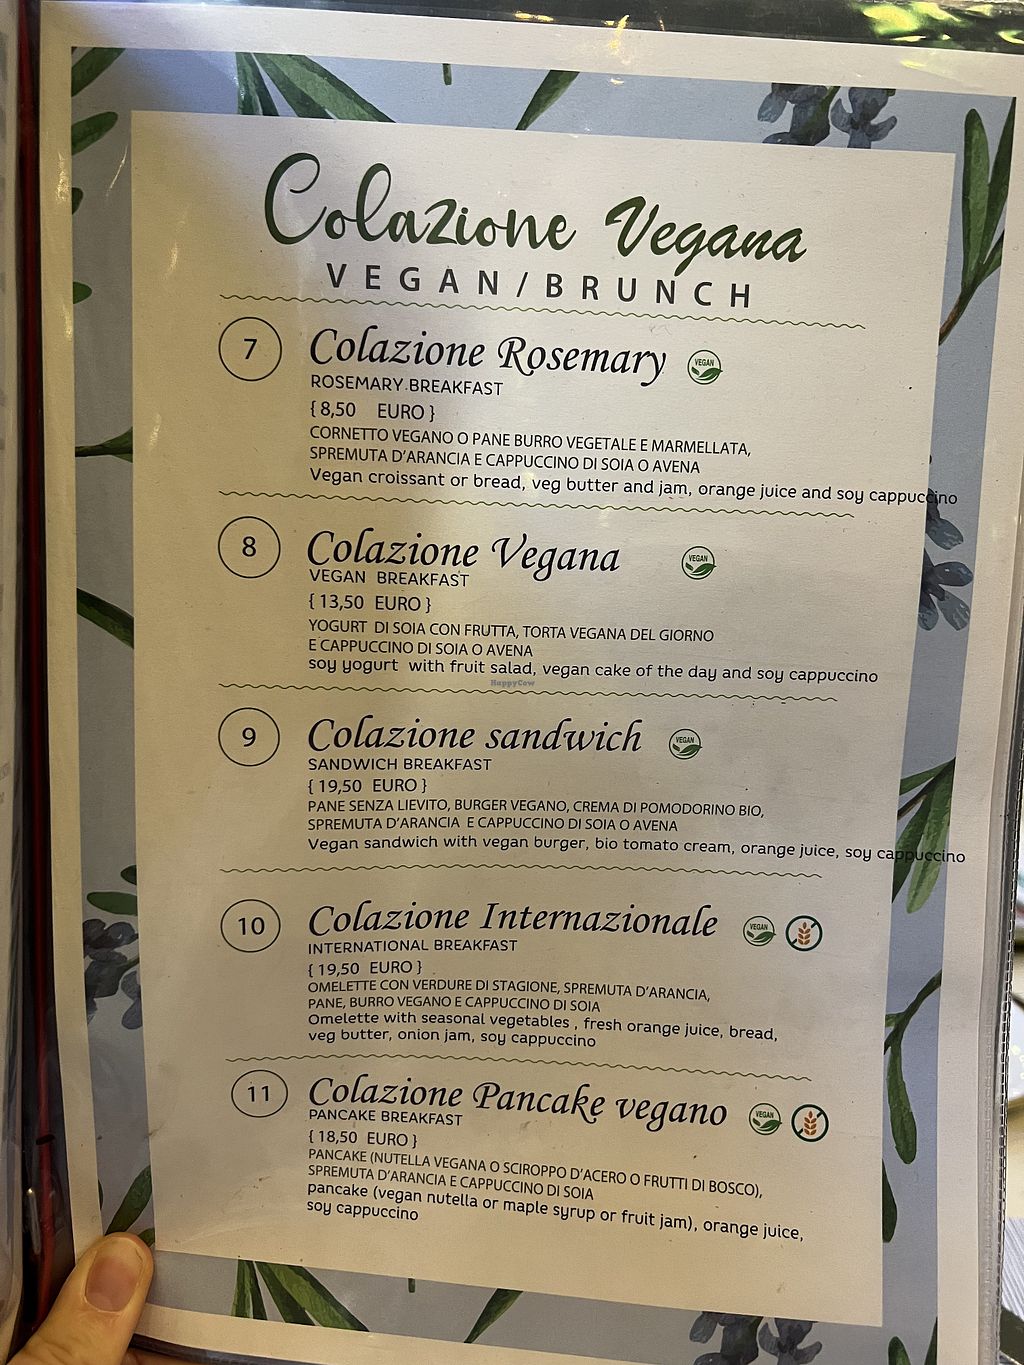 Colazione Vegana
VEGAN/BRUNCH
7
Colazione Rosemary
VEGAN
ROSEMARY.BREAKFAST
{ 8,50 EURO }
CORNETTO VEGANO O PANE BURRO VEGETALE E MARMELLATA,
SPREMUTA D'ARANCIA E CAPPUCCINO DI SOIA O AVENA
Vegan croissant or bread, veg butter and jam, orange juice and soy cappuccino
8
Colazione Vegana
VEGAN
VEGAN BREAKFAST
{ 13,50 EURO }
YOGURT DI SOIA CON FRUTTA, TORTA VEGANA DEL GIORNO
E CAPPUCCINO DI SOIA O AVENA
soy yogurt with fruit salad, vegan cake of the day and soy cappuccino
HappyCow
9
Colazione sandwich
VEGAN
SANDWICH BREAKFAST
{ 19,50 EURO }
PANE SENZA LIEVITO, BURGER VEGANO, CREMA DI POMODORINO BIO,
SPREMUTA D'ARANCIA E CAPPUCCINO DI SOIA O AVENA
Vegan sandwich with vegan burger, bio tomato cream, orange juice, soy cappuccino
10
Colazione Internazionale
VEGAN
INTERNATIONAL BREAKFAST
{ 19,50 EURO }
OMELETTE CON VERDURE DI STAGIONE, SPREMUTA D'ARANCIA,
PANE, BURRO VEGANO E CAPPUCCINO DI SOIA
Omelette with seasonal vegetables , fresh orange juice, bread,
veg butter, onion jam, soy cappuccino
11
Colazione Pancake vegano
VEGAN
PANCAKE BREAKFAST
{ 18,50 EURO }
PANCAKE (NUTELLA VEGANA O SCIROPPO D'ACERO O FRUTTI DI BOSCO),
SPREMUTA D'ARANCIA E CAPPUCCINO DI SOIA
pancake (vegan nutella or maple syrup or fruit jam), orange juice,
soy cappuccino